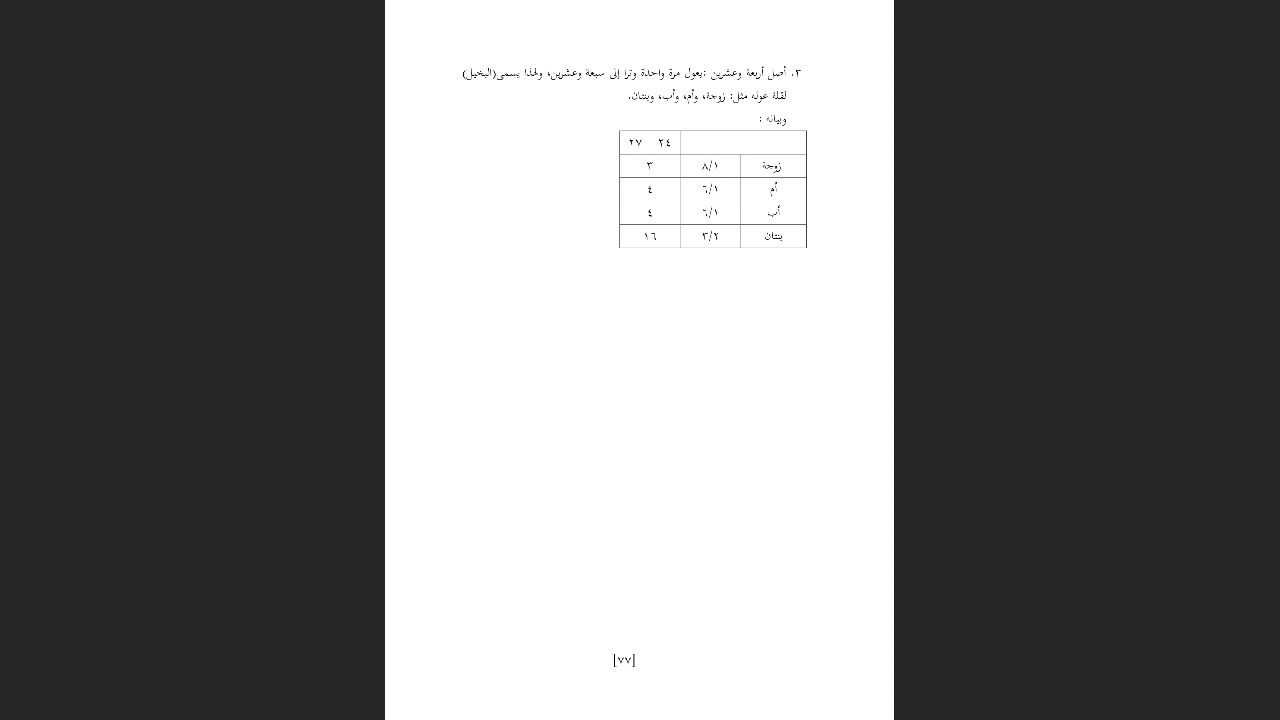 ٣. أصل أربعة وعشرين :يعول مرة واحدة وترا إلى سبعة وعشرين، ولهذا يسمى(البخيل)
لقلة عوله مثل: زوجة، وأم، وأب، وبنتان.
وبيانه :
٢٤ ٢٧
زوجة ٨/١ ٣
أم ٦/١ ٤
أب ٦/١ ٤
بنتان ٣/٢ ١٦
[٧٧]